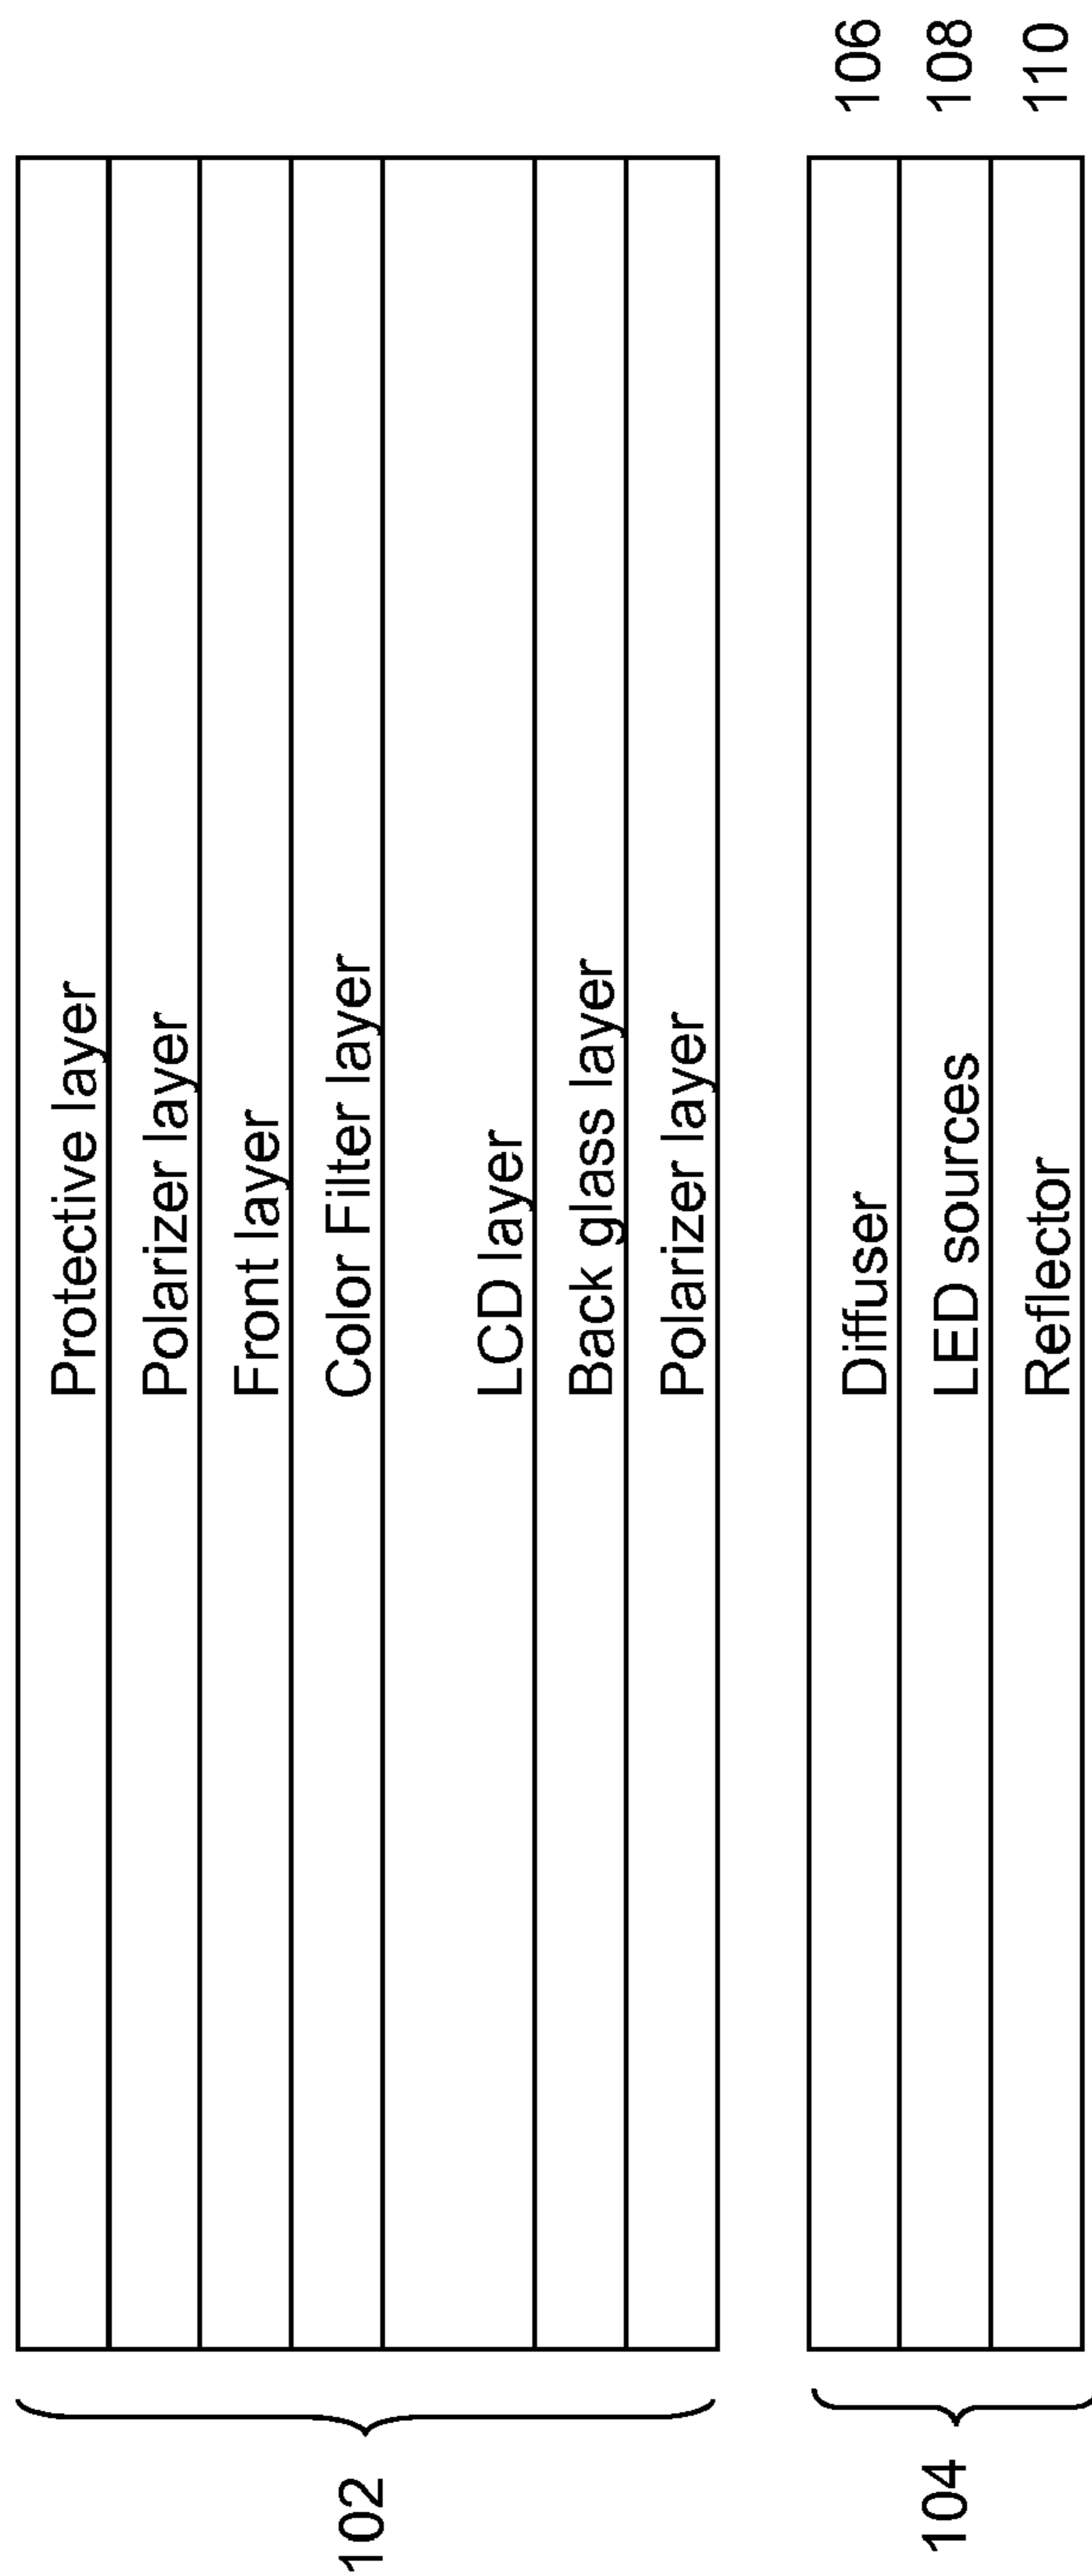 Protective layer
Polarizer layer
Front layer
Color Filter layer
LCD layer
Back glass layer
Polarizer layer
102
Diffuser 106
LED sources 108
Reflector 110
104